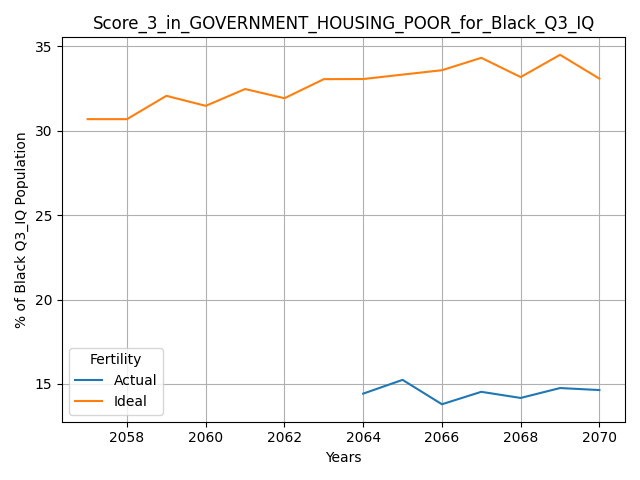 Score_3_in_GOVERNMENT_HOUSING_POOR_for_Black_Q3_IQ
% of Black Q3_IQ Population
35
30
25
20
15
Fertility
Actual
Ideal
2058 2060 2062 2064 2066 2068 2070
Years